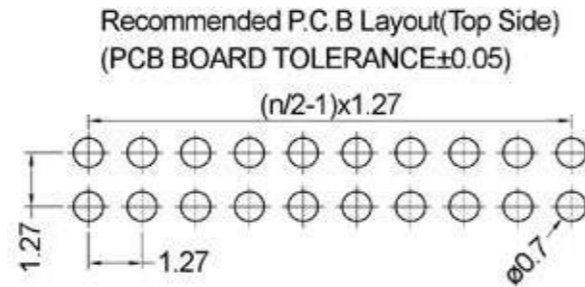 Recommended P.C.B Layout(Top Side)
(PCB BOARD TOLERANCE±0.05)
(n/2-1)x1.27
1.27
1.27
ø0.7